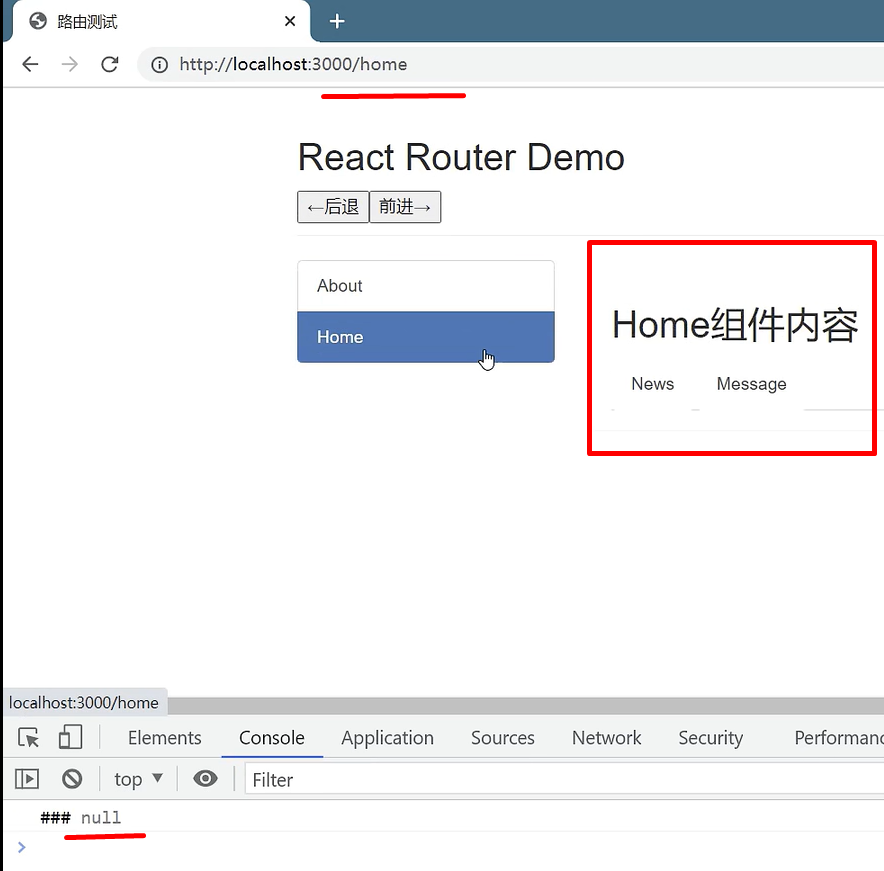 路由测试
http://localhost:3000/home
React Router Demo
←后退 前进→
About
Home
Home组件内容
News Message
localhost:3000/home
Elements Console Application Sources Network Security Performanc
top Filter
### null